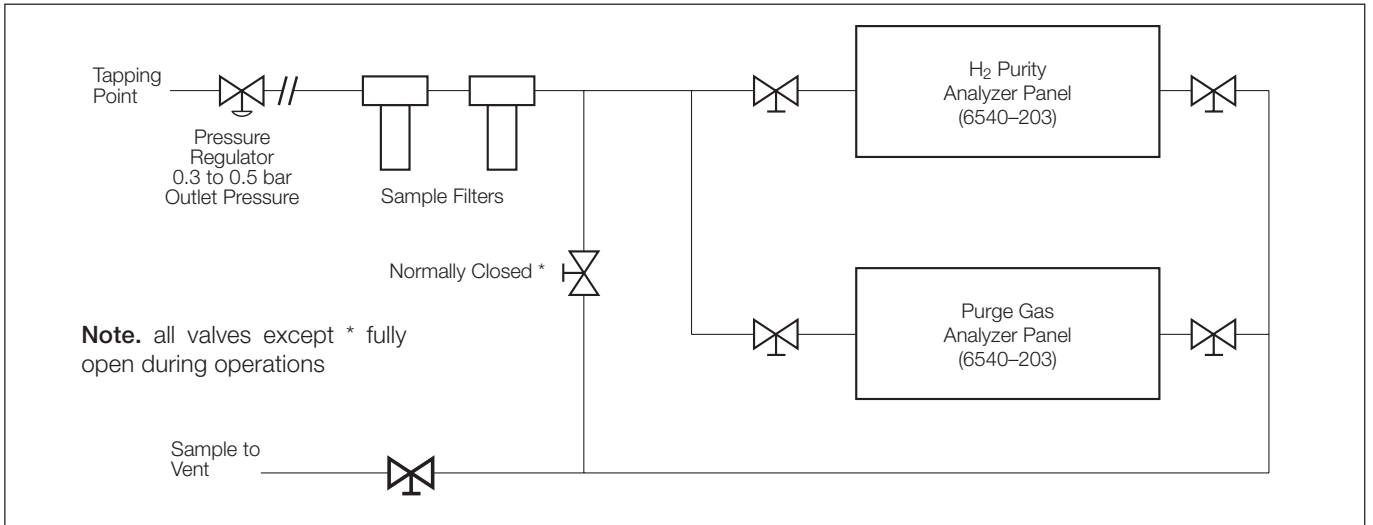 Tapping
Point
Pressure
Regulator
0.3 to 0.5 bar
Outlet Pressure
Sample Filters
H₂ Purity
Analyzer Panel
(6540–203)
Normally Closed *
Purge Gas
Analyzer Panel
(6540–203)
Note. all valves except * fully
open during operations
Sample to
Vent